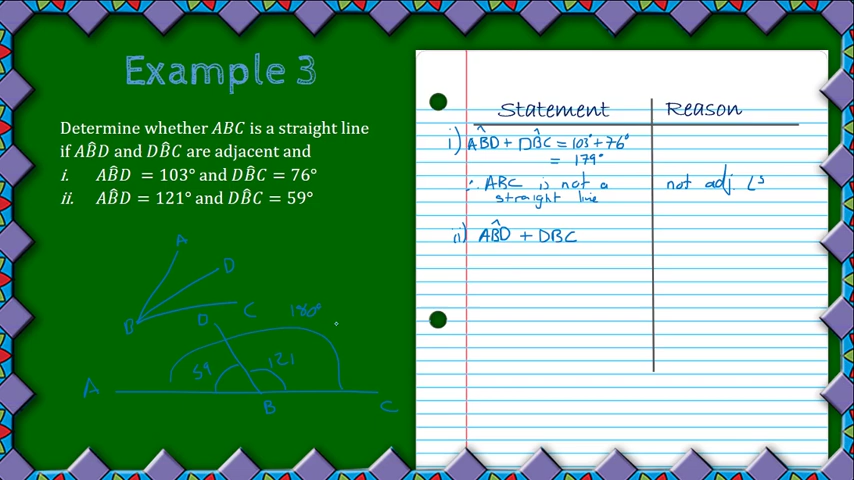 Example 3
Determine whether ABC is a straight line
if AB̂D and DB̂C are adjacent and
i. AB̂D = 103° and DB̂C = 76°
ii. AB̂D = 121° and DB̂C = 59°
A
D
B
C
D
180°
59
121
A
B
C
Statement Reason
i) AB̂D + DB̂C = 103° + 76°
= 179°
∴ ABC is not a not adj. ∠s
straight line
ii) AB̂D + DBC